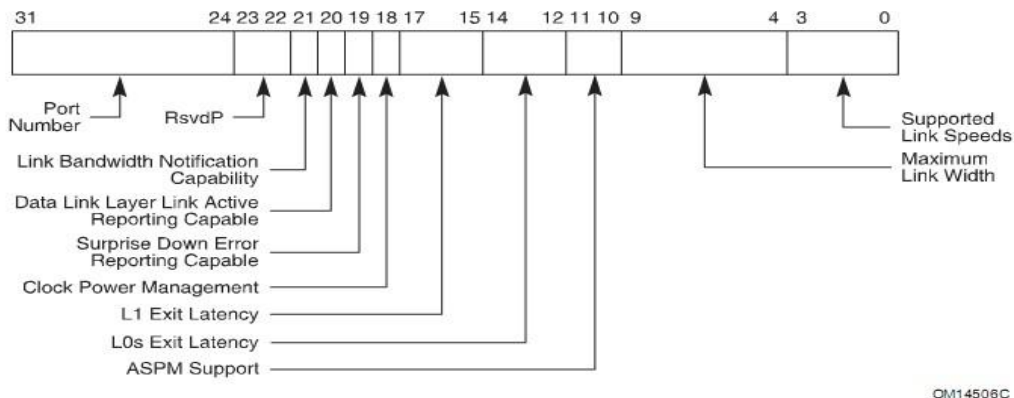 31 24 23 22 21 20 19 18 17 15 14 12 11 10 9 4 3 0
Port
Number
RsvdP
Link Bandwidth Notification
Capability
Data Link Layer Link Active
Reporting Capable
Surprise Down Error
Reporting Capable
Clock Power Management
L1 Exit Latency
L0s Exit Latency
ASPM Support
Supported
Link Speeds
Maximum
Link Width
OM14506C